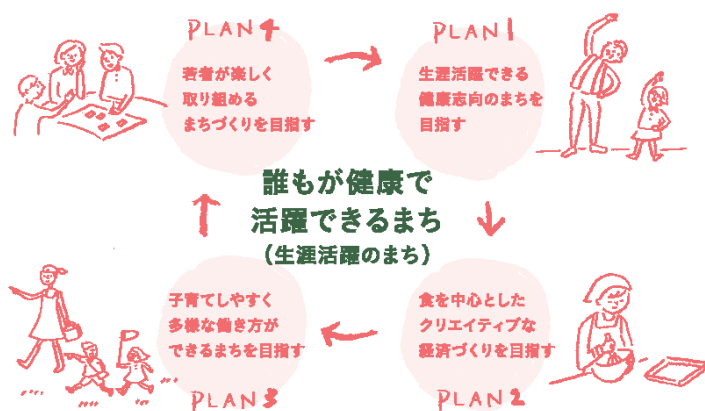 PLAN 1
生涯活躍できる
健康志向のまちを
目指す
PLAN 2
食を中心とした
クリエイティブな
経済づくりを目指す
PLAN 3
子育てしやすく
多様な働き方が
できるまちを目指す
PLAN 4
若者が楽しく
取り組める
まちづくりを目指す
誰もが健康で
活躍できるまち
(生涯活躍のまち)